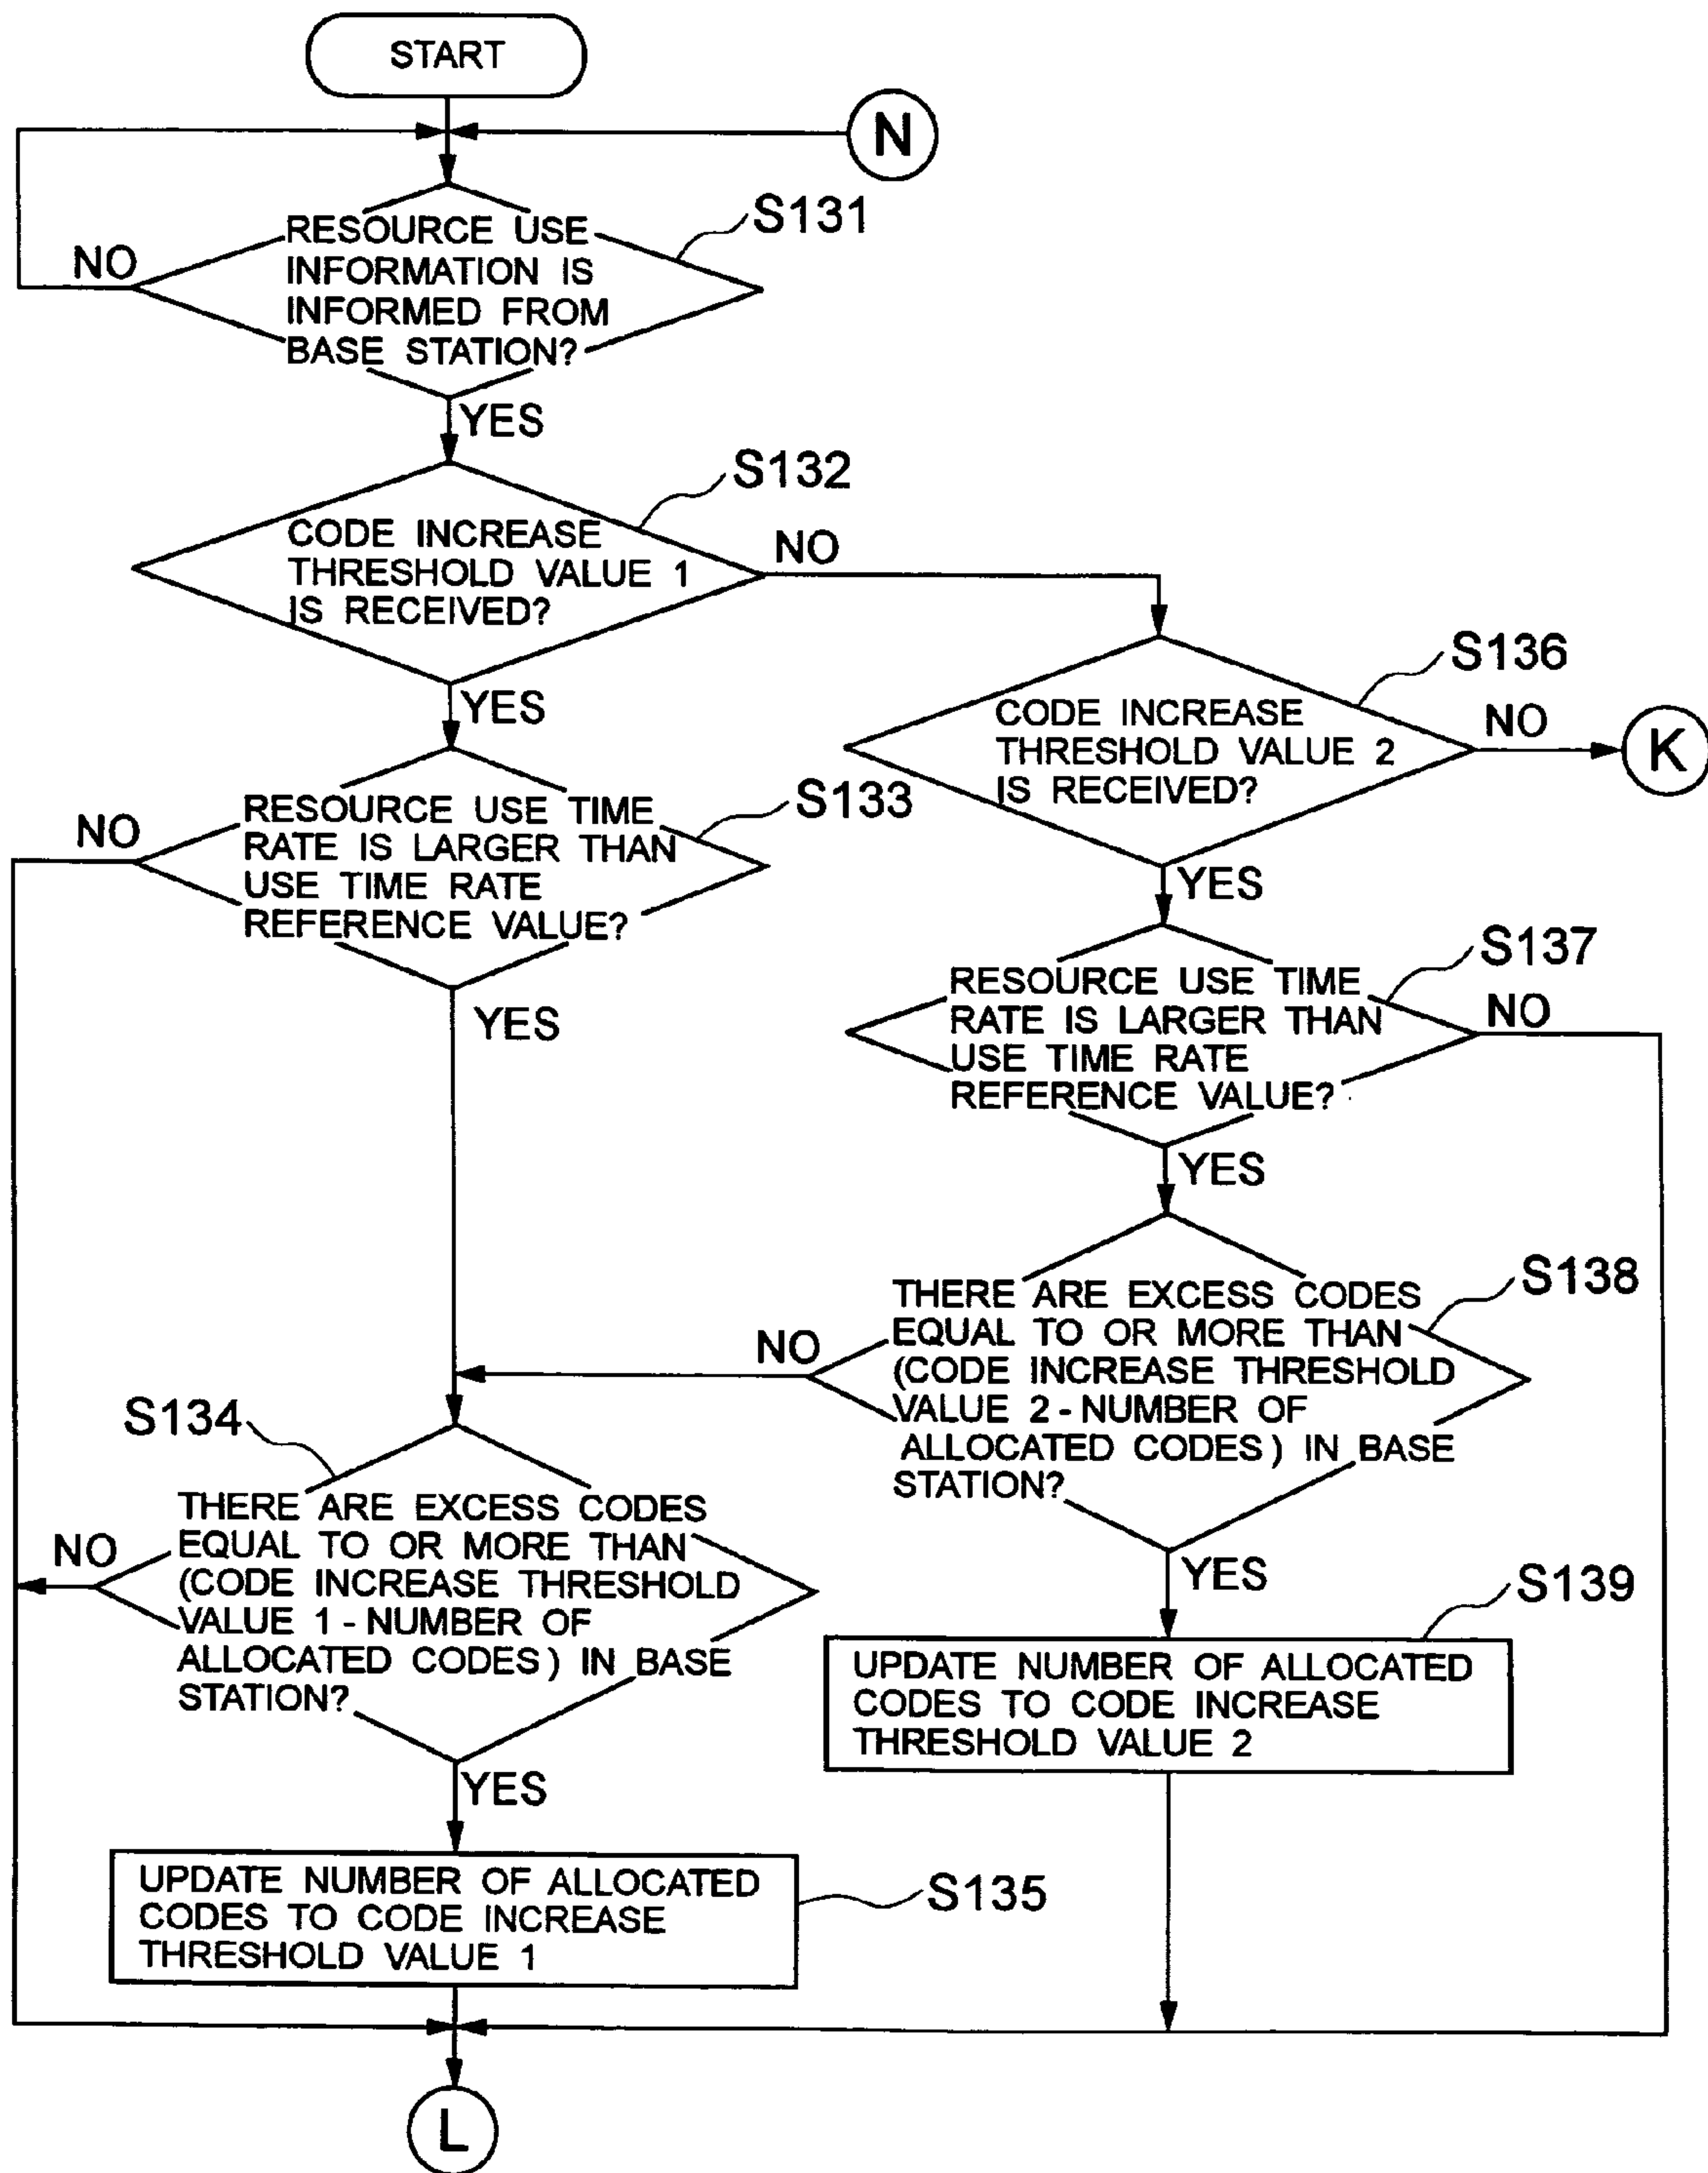 START
N
S131
RESOURCE USE
INFORMATION IS
INFORMED FROM
BASE STATION?
NO
YES
S132
CODE INCREASE
THRESHOLD VALUE 1
IS RECEIVED?
NO
YES
S136
CODE INCREASE
THRESHOLD VALUE 2
IS RECEIVED?
NO
K
YES
S133
RESOURCE USE TIME
RATE IS LARGER THAN
USE TIME RATE
REFERENCE VALUE?
NO
YES
S137
RESOURCE USE TIME
RATE IS LARGER THAN
USE TIME RATE
REFERENCE VALUE?
NO
YES
S138
THERE ARE EXCESS CODES
EQUAL TO OR MORE THAN
(CODE INCREASE THRESHOLD
VALUE 2 - NUMBER OF
ALLOCATED CODES) IN BASE
STATION?
NO
YES
S134
THERE ARE EXCESS CODES
EQUAL TO OR MORE THAN
(CODE INCREASE THRESHOLD
VALUE 1 - NUMBER OF
ALLOCATED CODES) IN BASE
STATION?
NO
YES
S139
UPDATE NUMBER OF ALLOCATED
CODES TO CODE INCREASE
THRESHOLD VALUE 2
S135
UPDATE NUMBER OF ALLOCATED
CODES TO CODE INCREASE
THRESHOLD VALUE 1
L